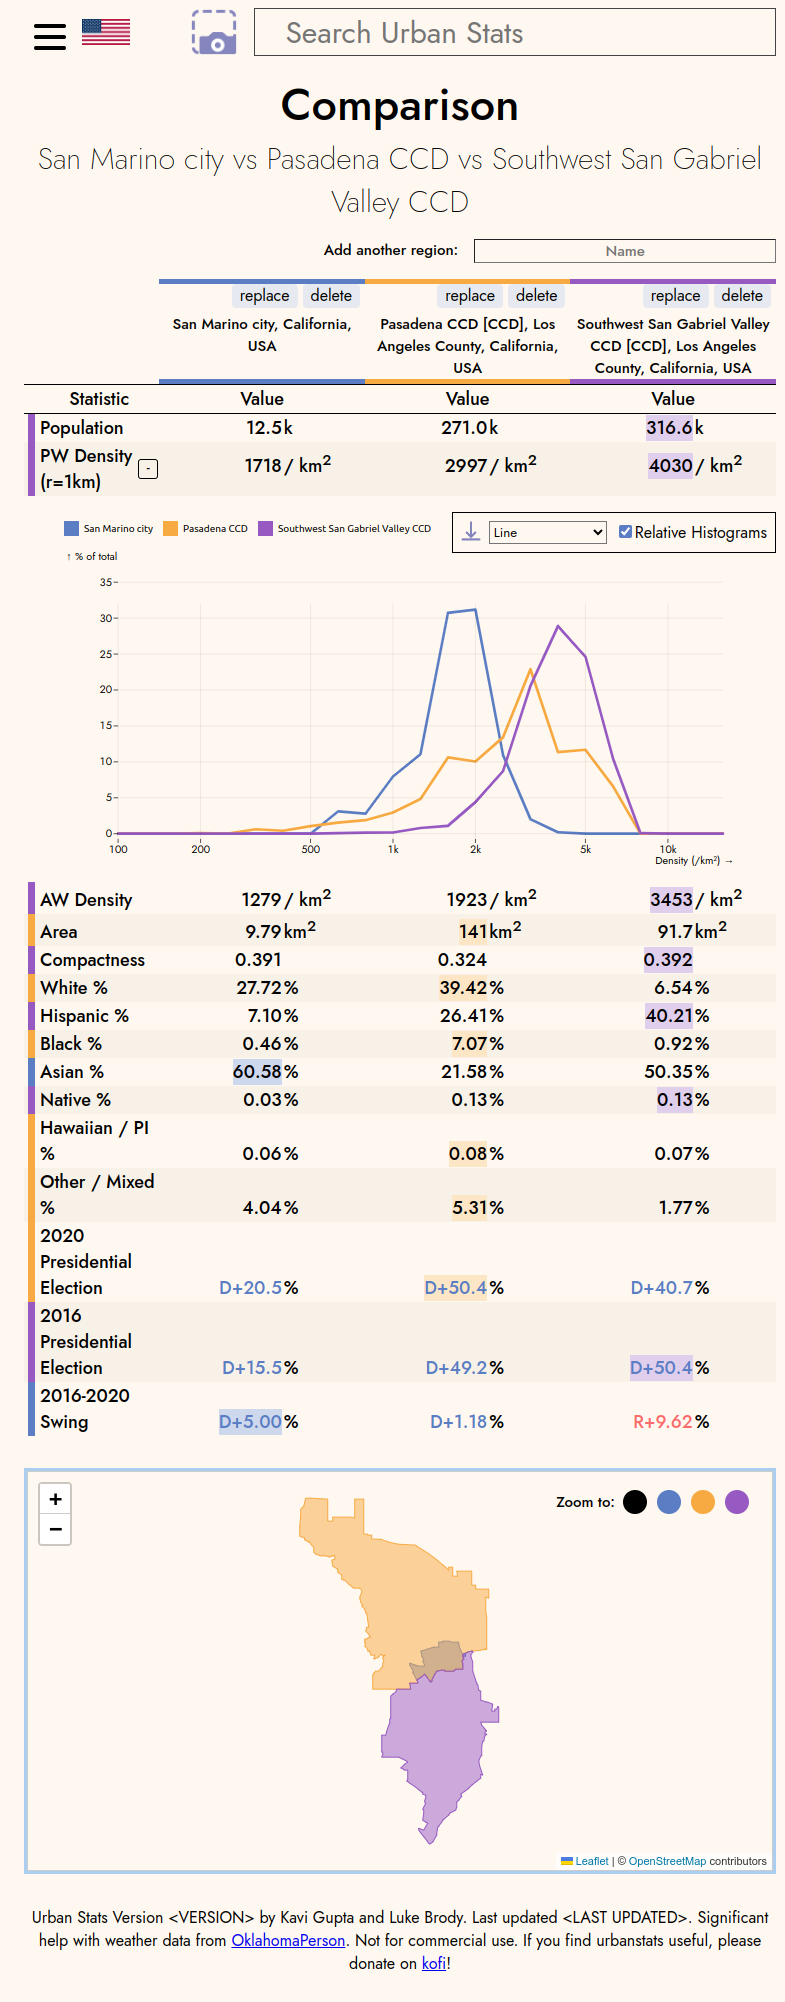 Search Urban Stats
Comparison
San Marino city vs Pasadena CCD vs Southwest San Gabriel
Valley CCD
Add another region:
Name
replace delete replace delete replace delete
San Marino city, California,
USA
Pasadena CCD [CCD], Los
Angeles County, California,
USA
Southwest San Gabriel Valley
CCD [CCD], Los Angeles
County, California, USA
Statistic Value Value Value
Population 12.5k 271.0k 316.6k
PW Density
(r=1km) - 1718 / km² 2997 / km² 4030 / km²
San Marino city Pasadena CCD Southwest San Gabriel Valley CCD
Line
Relative Histograms
↑ % of total
35
30
25
20
15
10
5
0
100 200 500 1k 2k 5k 10k
Density (/km²) →
AW Density 1279 / km² 1923 / km² 3453 / km²
Area 9.79 km² 141 km² 91.7 km²
Compactness 0.391 0.324 0.392
White % 27.72% 39.42% 6.54%
Hispanic % 7.10% 26.41% 40.21%
Black % 0.46% 7.07% 0.92%
Asian % 60.58% 21.58% 50.35%
Native % 0.03% 0.13% 0.13%
Hawaiian / PI
% 0.06% 0.08% 0.07%
Other / Mixed
% 4.04% 5.31% 1.77%
2020
Presidential
Election D+20.5% D+50.4% D+40.7%
2016
Presidential
Election D+15.5% D+49.2% D+50.4%
2016-2020
Swing D+5.00% D+1.18% R+9.62%
+
−
Zoom to:
Leaflet | © OpenStreetMap contributors
Urban Stats Version <VERSION> by Kavi Gupta and Luke Brody. Last updated <LAST UPDATED>. Significant
help with weather data from OklahomaPerson. Not for commercial use. If you find urbanstats useful, please
donate on kofi!